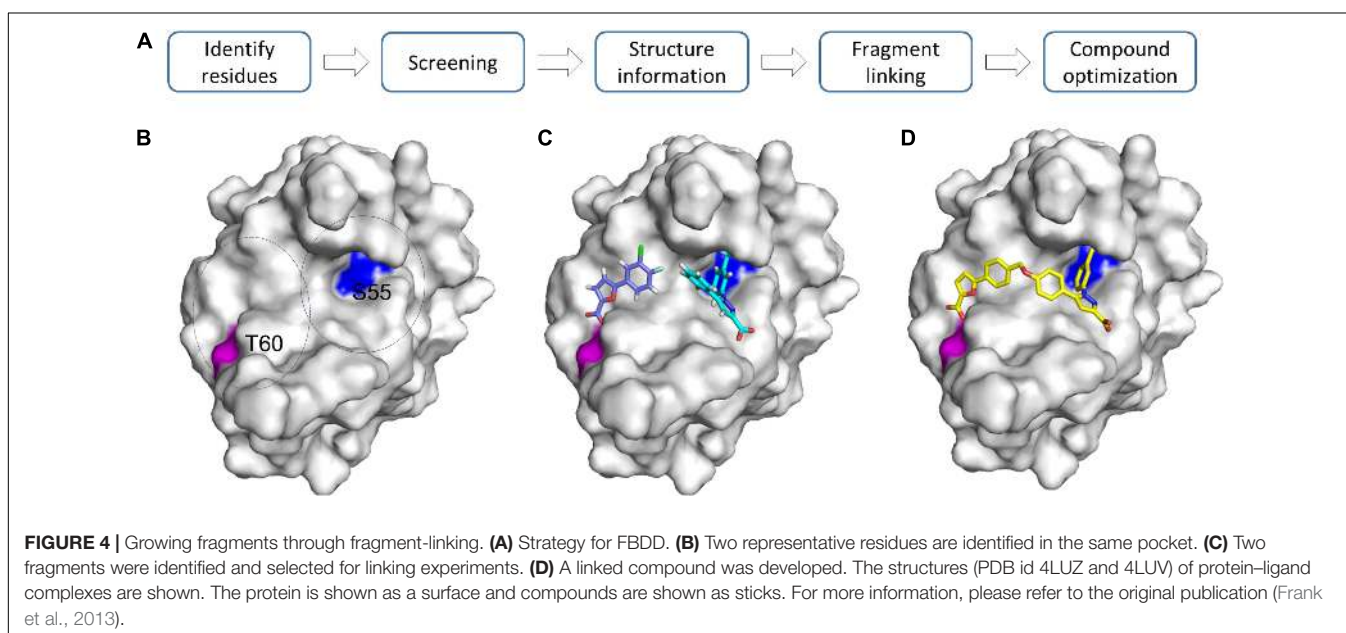 A
Identify
residues
Screening
Structure
information
Fragment
linking
Compound
optimization
B
C
D
S55
T60
FIGURE 4 | Growing fragments through fragment-linking. (A) Strategy for FBDD. (B) Two representative residues are identified in the same pocket. (C) Two
fragments were identified and selected for linking experiments. (D) A linked compound was developed. The structures (PDB id 4LUZ and 4LUV) of protein–ligand
complexes are shown. The protein is shown as a surface and compounds are shown as sticks. For more information, please refer to the original publication (Frank
et al., 2013).